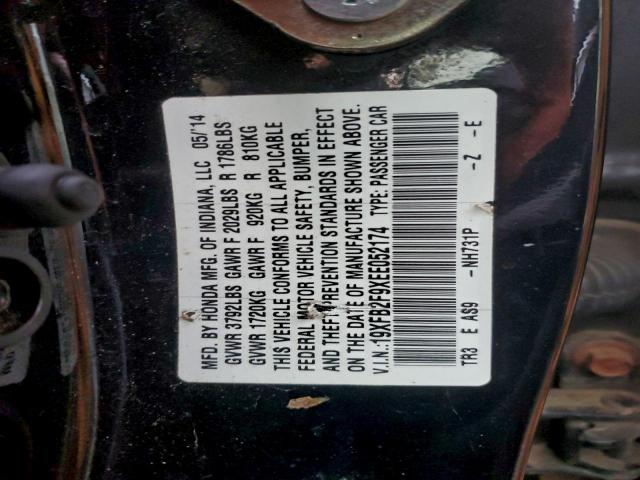 MFD. BY HONDA MFG. OF INDIANA, LLC 05/14
GVWR 3792LBS GAWR F 2029LBS R 1786LBS
GVWR 1720KG GAWR F 920KG R 810KG
THIS VEHICLE CONFORMS TO ALL APPLICABLE
FEDERAL MOTOR VEHICLE SAFETY, BUMPER,
AND THEFT PREVENTION STANDARDS IN EFFECT
ON THE DATE OF MANUFACTURE SHOWN ABOVE.
V.I.N.:19XFB2F9XEE052174 TYPE: PASSENGER CAR
TR3 E AS9 -NH731P -Z -E